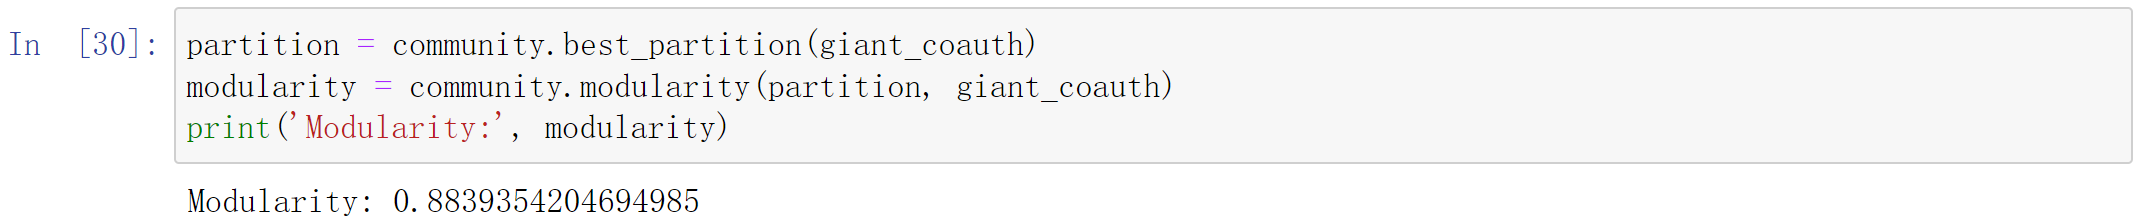 In [30]: partition = community.best_partition(giant_coauth)
modularity = community.modularity(partition, giant_coauth)
print('Modularity:', modularity)
Modularity: 0.8839354204694985